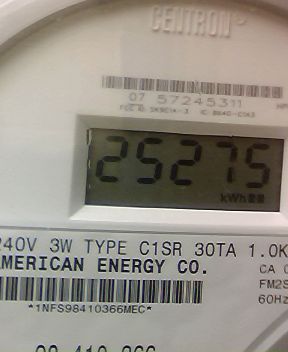 CENTRON
07 57245311
25275
kWh
240V 3W TYPE C1SR 30TA 1.0K
AMERICAN ENERGY CO.
CA 0
FM2S
60Hz
*1NFS98410366MEC*